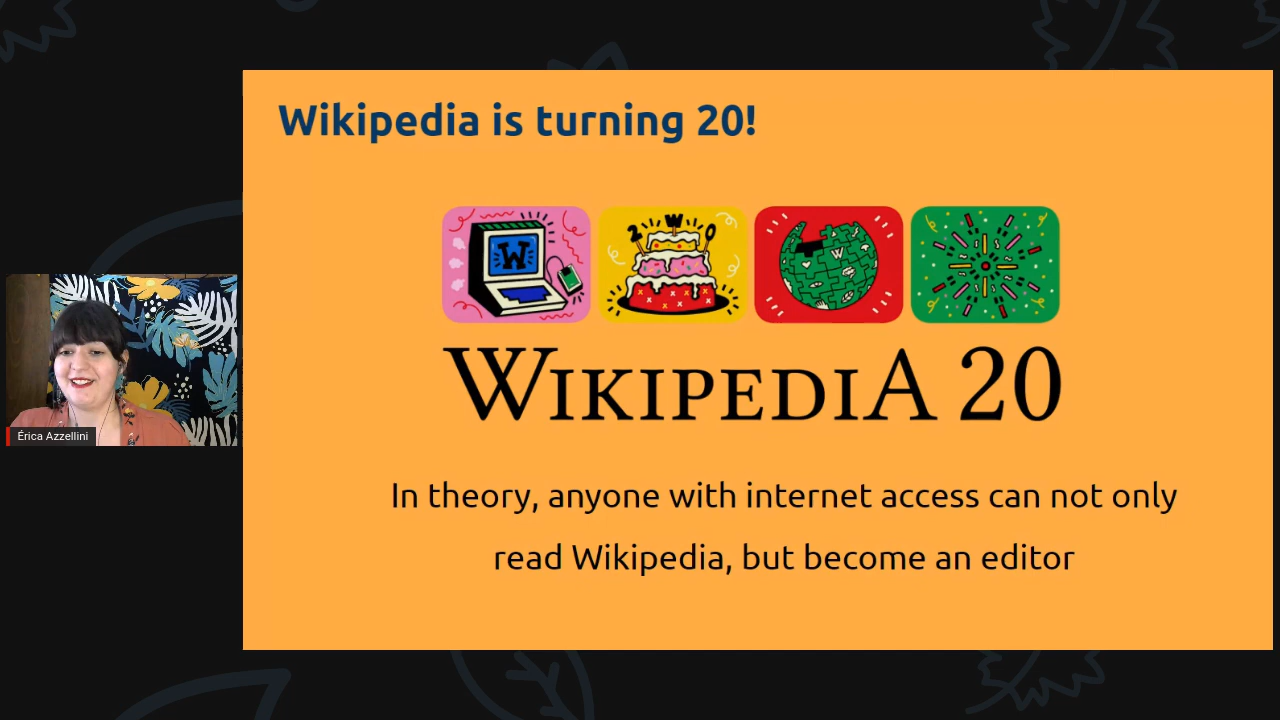 Wikipedia is turning 20!
W
2 W 0
W
WIKIPEDIA 20
In theory, anyone with internet access can not only
read Wikipedia, but become an editor
Érica Azzellini